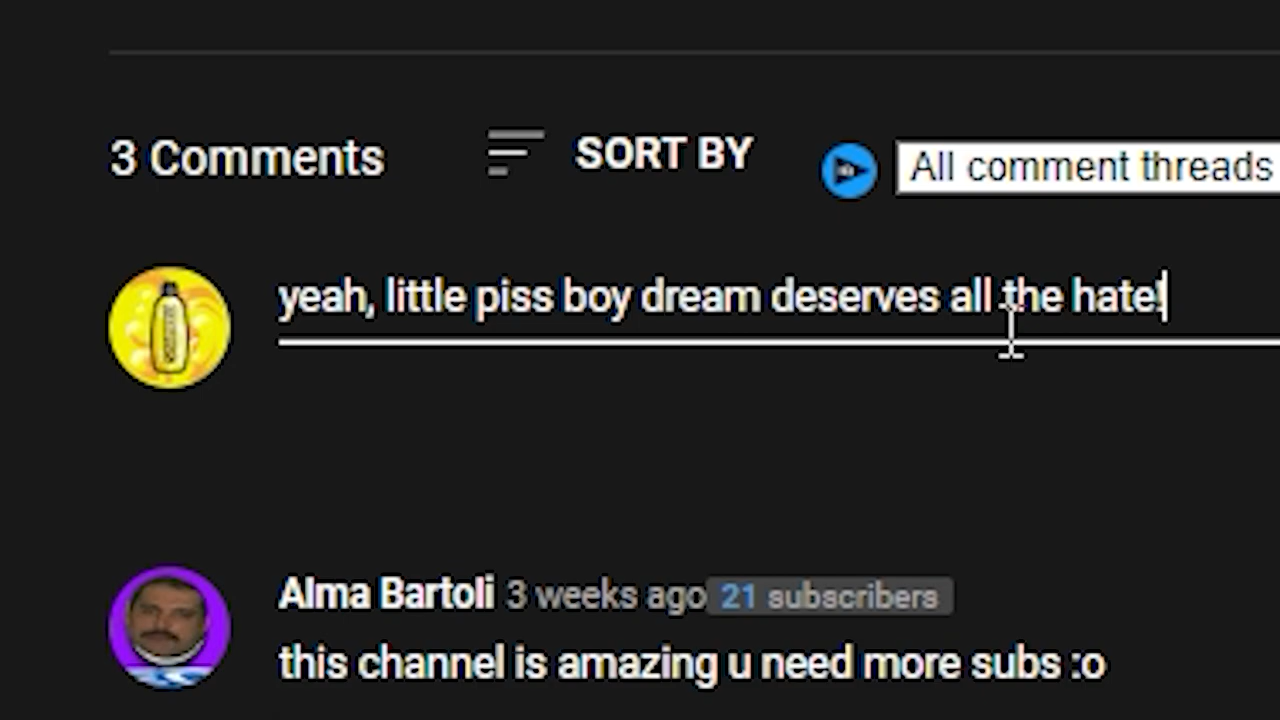 3 Comments
SORT BY
All comment threads
yeah, little piss boy dream deserves all the hate!
Alma Bartoli 3 weeks ago 21 subscribers
this channel is amazing u need more subs :o